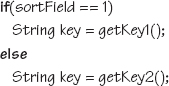 if(sortField == 1)
String key = getKey1();
else
String key = getKey2();